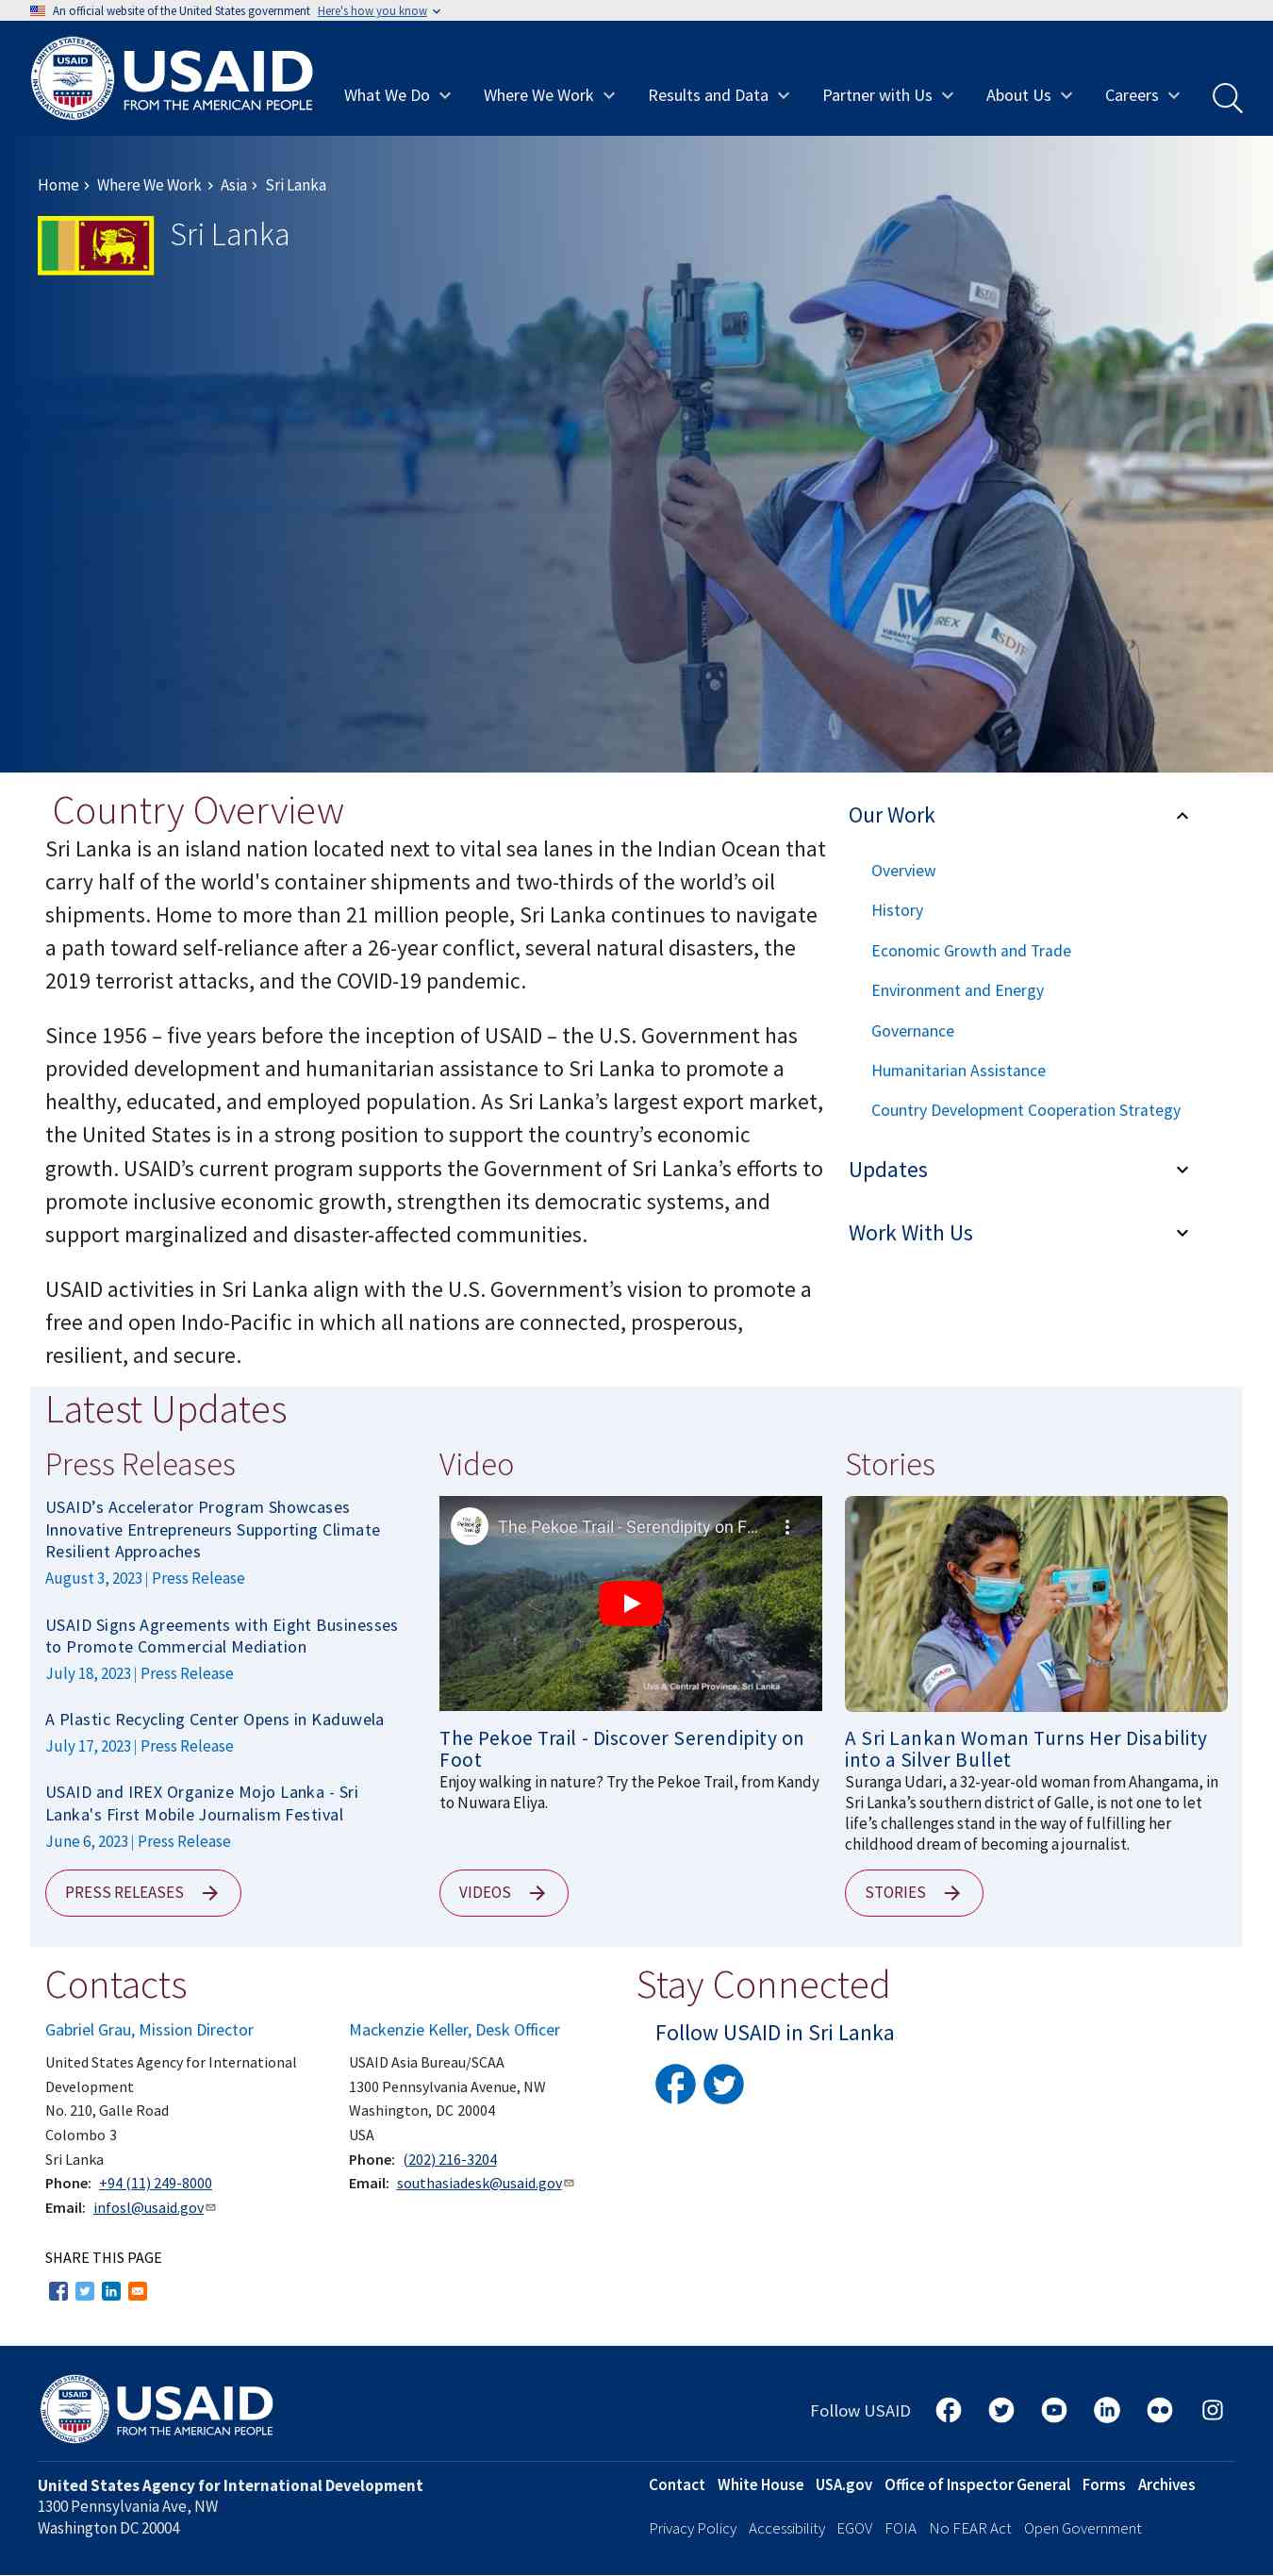 An official website of the United States government Here's how you know
USAID
FROM THE AMERICAN PEOPLE
What We Do
Where We Work
Results and Data
Partner with Us
About Us
Careers
Home
Where We Work
Asia
Sri Lanka
Sri Lanka
Country Overview
Sri Lanka is an island nation located next to vital sea lanes in the Indian Ocean that
carry half of the world's container shipments and two-thirds of the world’s oil
shipments. Home to more than 21 million people, Sri Lanka continues to navigate
a path toward self-reliance after a 26-year conflict, several natural disasters, the
2019 terrorist attacks, and the COVID-19 pandemic.
Since 1956 – five years before the inception of USAID – the U.S. Government has
provided development and humanitarian assistance to Sri Lanka to promote a
healthy, educated, and employed population. As Sri Lanka’s largest export market,
the United States is in a strong position to support the country’s economic
growth. USAID’s current program supports the Government of Sri Lanka’s efforts to
promote inclusive economic growth, strengthen its democratic systems, and
support marginalized and disaster-affected communities.
USAID activities in Sri Lanka align with the U.S. Government’s vision to promote a
free and open Indo-Pacific in which all nations are connected, prosperous,
resilient, and secure.
Our Work
Overview
History
Economic Growth and Trade
Environment and Energy
Governance
Humanitarian Assistance
Country Development Cooperation Strategy
Updates
Work With Us
Latest Updates
Press Releases
USAID’s Accelerator Program Showcases
Innovative Entrepreneurs Supporting Climate
Resilient Approaches
August 3, 2023 | Press Release
USAID Signs Agreements with Eight Businesses
to Promote Commercial Mediation
July 18, 2023 | Press Release
A Plastic Recycling Center Opens in Kaduwela
July 17, 2023 | Press Release
USAID and IREX Organize Mojo Lanka - Sri
Lanka's First Mobile Journalism Festival
June 6, 2023 | Press Release
PRESS RELEASES
Video
The Pekoe Trail - Serendipity on F...
Uva & Central Province, Sri Lanka
The Pekoe Trail - Discover Serendipity on
Foot
Enjoy walking in nature? Try the Pekoe Trail, from Kandy
to Nuwara Eliya.
VIDEOS
Stories
A Sri Lankan Woman Turns Her Disability
into a Silver Bullet
Suranga Udari, a 32-year-old woman from Ahangama, in
Sri Lanka’s southern district of Galle, is not one to let
life’s challenges stand in the way of fulfilling her
childhood dream of becoming a journalist.
STORIES
Contacts
Gabriel Grau, Mission Director
United States Agency for International
Development
No. 210, Galle Road
Colombo 3
Sri Lanka
Phone: +94 (11) 249-8000
Email: infosl@usaid.gov
Mackenzie Keller, Desk Officer
USAID Asia Bureau/SCAA
1300 Pennsylvania Avenue, NW
Washington, DC 20004
USA
Phone: (202) 216-3204
Email: southasiadesk@usaid.gov
Stay Connected
Follow USAID in Sri Lanka
SHARE THIS PAGE
USAID
FROM THE AMERICAN PEOPLE
Follow USAID
United States Agency for International Development
1300 Pennsylvania Ave, NW
Washington DC 20004
Contact White House USA.gov Office of Inspector General Forms Archives
Privacy Policy Accessibility EGOV FOIA No FEAR Act Open Government